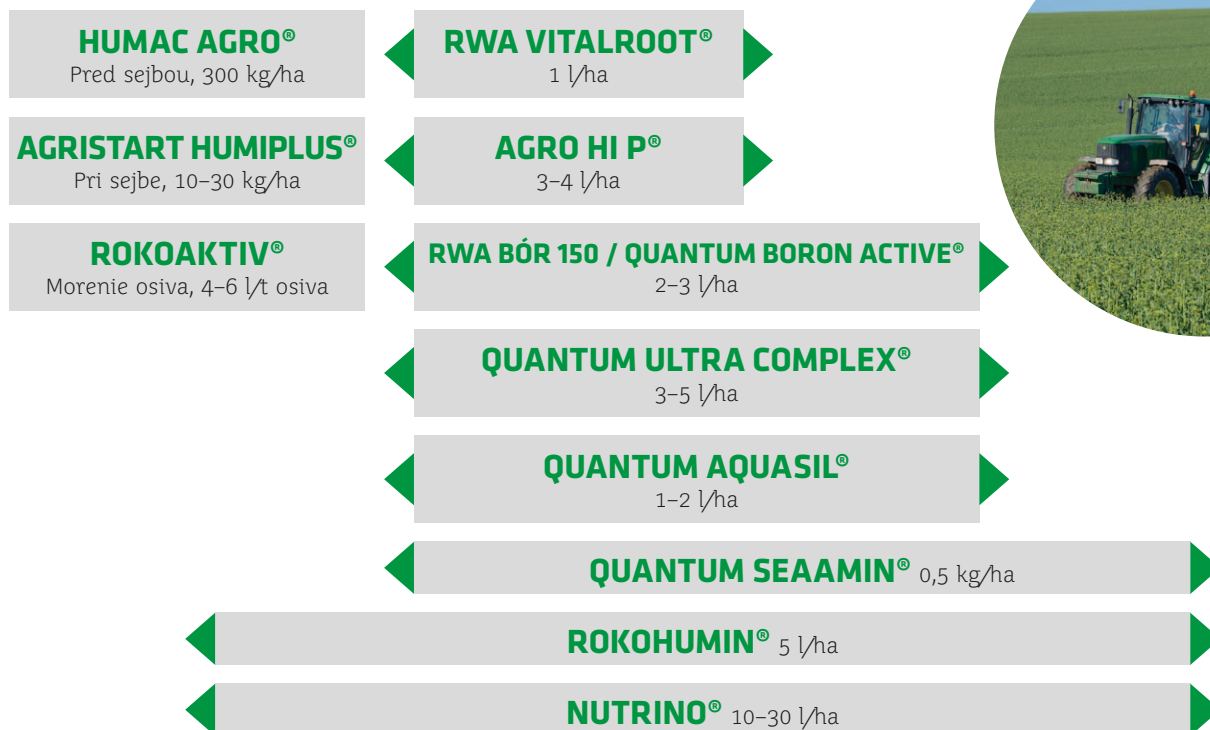 HUMAC AGRO®
Pred sejbou, 300 kg/ha
RWA VITALROOT®
1 l/ha
AGRISTART HUMIPLUS®
Pri sejbe, 10–30 kg/ha
AGRO HI P®
3–4 l/ha
ROKOAKTIV®
Morenie osiva, 4–6 l/t osiva
RWA BÓR 150 / QUANTUM BORON ACTIVE®
2–3 l/ha
QUANTUM ULTRA COMPLEX®
3–5 l/ha
QUANTUM AQUASIL®
1–2 l/ha
QUANTUM SEAAMIN® 0,5 kg/ha
ROKOHUMIN® 5 l/ha
NUTRINO® 10–30 l/ha